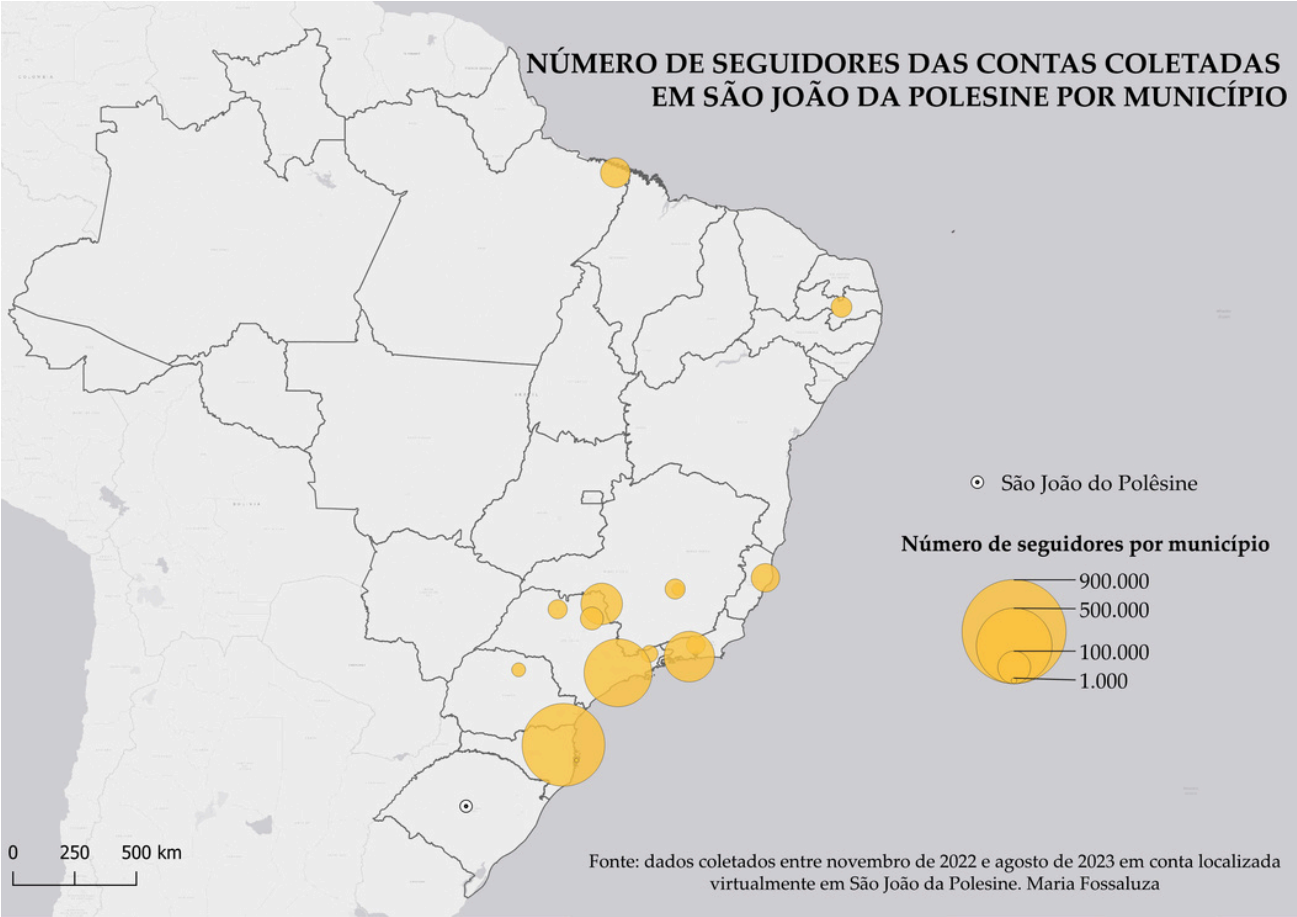 NÚMERO DE SEGUIDORES DAS CONTAS COLETADAS
EM SÃO JOÃO DA POLESINE POR MUNICÍPIO
São João do Polêsine
Número de seguidores por município
900.000
500.000
100.000
1.000
0 250 500 km
Fonte: dados coletados entre novembro de 2022 e agosto de 2023 em conta localizada
virtualmente em São João da Polesine. Maria Fossaluza